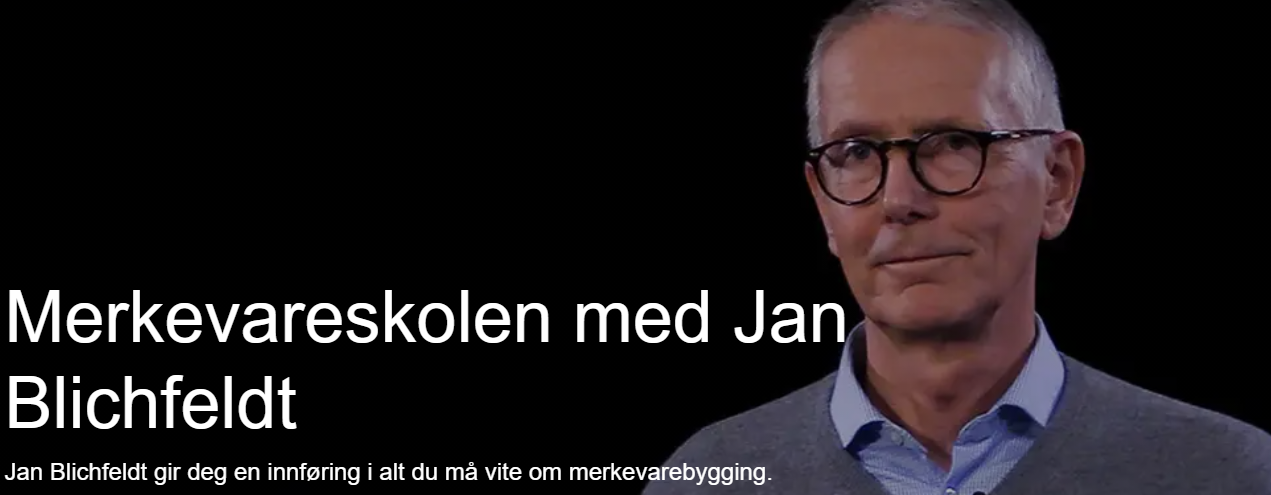 Merkevareskolen med Jan
Blichfeldt
Jan Blichfeldt gir deg en innføring i alt du må vite om merkevarebygging.